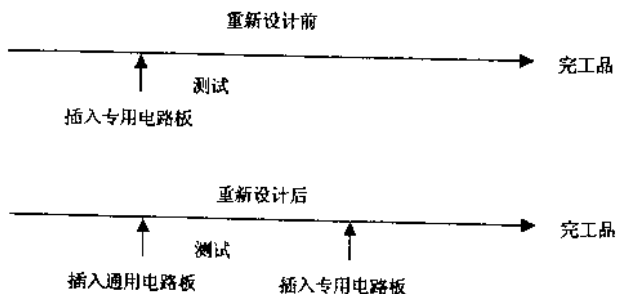 重新设计前
完工品
测试
插入专用电路板
重新设计后
完工品
测试
插入通用电路板
插入专用电路板